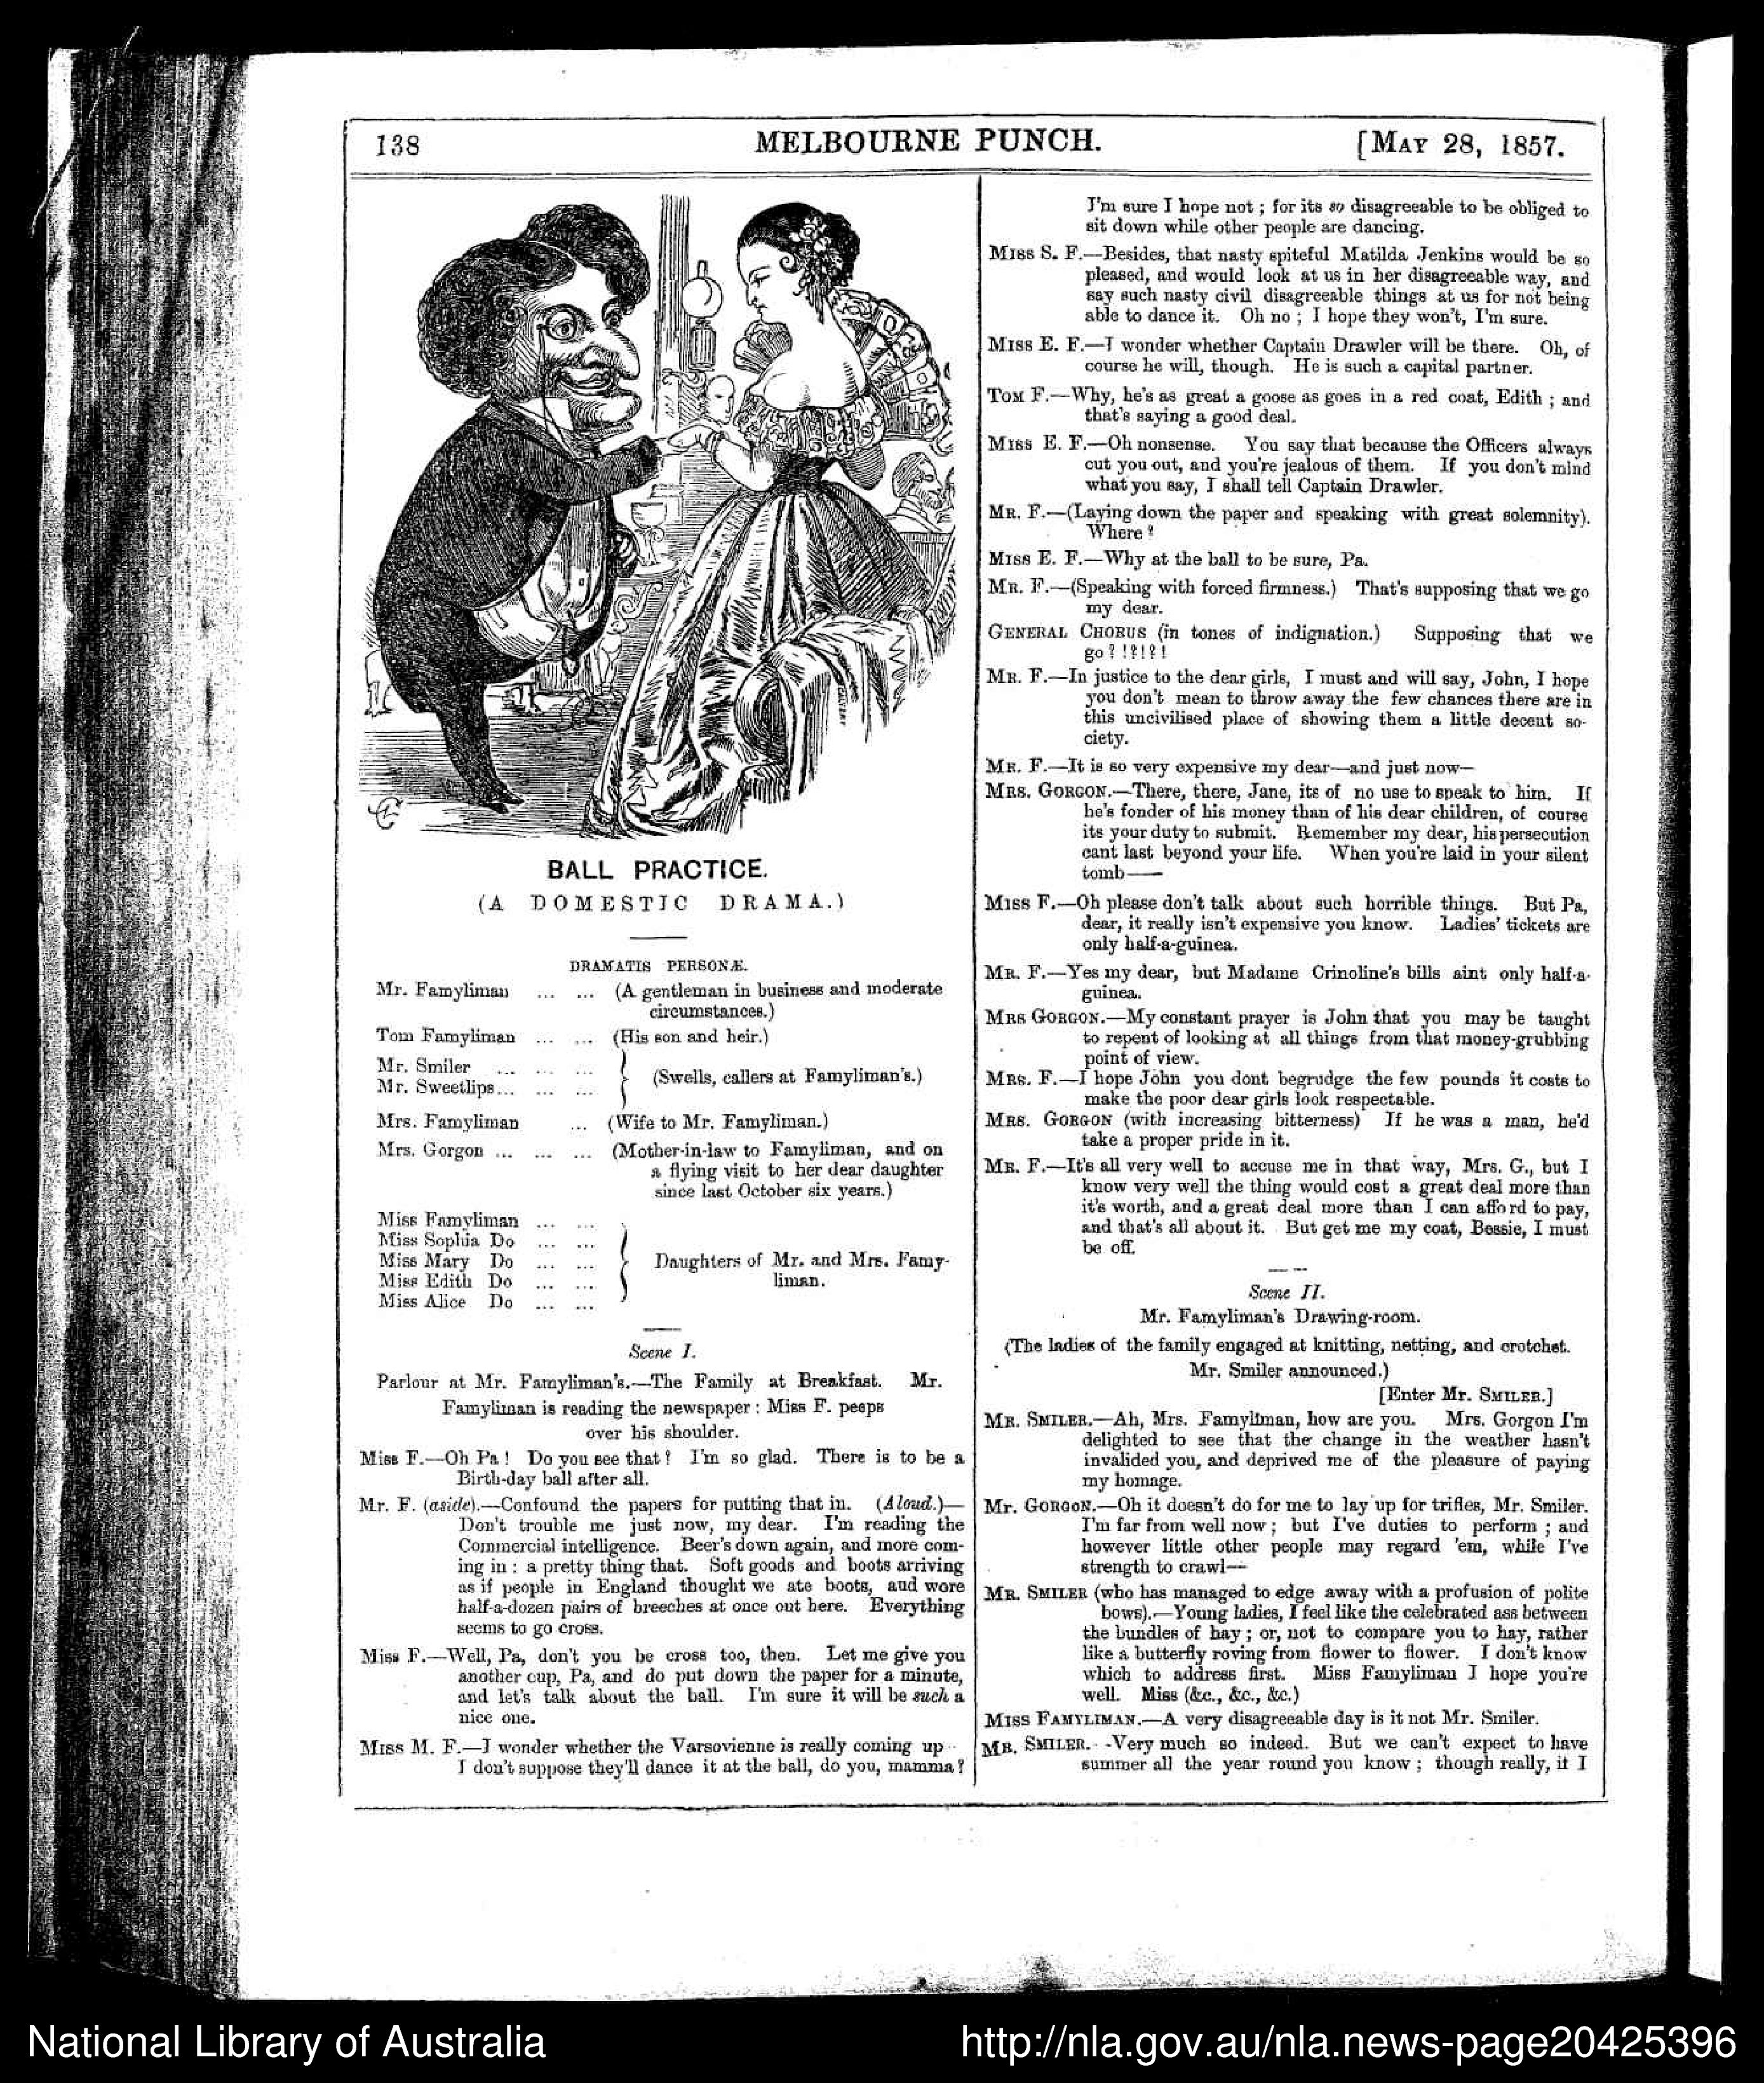 138
MELBOURNE PUNCH.
[MAY 28, 1857.
BALL PRACTICE.
(A DOMESTIC DRAMA.)
DRAMATIS PERSONÆ.
Mr. Famyliman ... ... (A gentleman in business and moderate
circumstances.)
Tom Famyliman ... ... (His son and heir.)
Mr. Smiler ... ... ...
Mr. Sweetlips... ... ...
(Swells, callers at Famyliman's.)
Mrs. Famyliman ... (Wife to Mr. Famyliman.)
Mrs. Gorgon ... ... ... (Mother-in-law to Famyliman, and on
a flying visit to her dear daughter
since last October six years.)
Miss Famyliman ... ...
Miss Sophia Do ... ...
Miss Mary Do ... ...
Miss Edith Do ... ...
Miss Alice Do ... ...
Daughters of Mr. and Mrs. Famy-
liman.
Scene I.
Parlour at Mr. Famyliman's.—The Family at Breakfast. Mr.
Famyliman is reading the newspaper: Miss F. peeps
over his shoulder.
Miss F.—Oh Pa! Do you see that? I'm so glad. There is to be a
Birth-day ball after all.
Mr. F. (aside).—Confound the papers for putting that in. (Aloud.)—
Don't trouble me just now, my dear. I'm reading the
Commercial intelligence. Beer's down again, and more com-
ing in: a pretty thing that. Soft goods and boots arriving
as if people in England thought we ate boots, and wore
half-a-dozen pairs of breeches at once out here. Everything
seems to go cross.
Miss F.—Well, Pa, don't you be cross too, then. Let me give you
another cup, Pa, and do put down the paper for a minute,
and let's talk about the ball. I'm sure it will be such a
nice one.
MISS M. F.—I wonder whether the Varsovienne is really coming up--
I don't suppose they'll dance it at the ball, do you, mamma?
I'm sure I hope not; for its so disagreeable to be obliged to
sit down while other people are dancing.
MISS S. F.—Besides, that nasty spiteful Matilda Jenkins would be so
pleased, and would look at us in her disagreeable way, and
say such nasty civil disagreeable things at us for not being
able to dance it. Oh no; I hope they won't, I'm sure.
MISS E. F.—I wonder whether Captain Drawler will be there. Oh, of
course he will, though. He is such a capital partner.
TOM F.—Why, he's as great a goose as goes in a red coat, Edith; and
that's saying a good deal.
MISS E. F.—Oh nonsense. You say that because the Officers always
cut you out, and you're jealous of them. If you don't mind
what you say, I shall tell Captain Drawler.
MR. F.—(Laying down the paper and speaking with great solemnity).
Where?
MISS E. F.—Why at the ball to be sure, Pa.
MR. F.—(Speaking with forced firmness.) That's supposing that we go
my dear.
GENERAL CHORUS (in tones of indignation.) Supposing that we
go?!?!?!
MR. F.—In justice to the dear girls, I must and will say, John, I hope
you don't mean to throw away the few chances there are in
this uncivilised place of showing them a little decent so-
ciety.
MR. F.—It is so very expensive my dear—and just now—
MRS. GORGON.—There, there, Jane, its of no use to speak to him. If
he's fonder of his money than of his dear children, of course
its your duty to submit. Remember my dear, his persecution
cant last beyond your life. When you're laid in your silent
tomb——
MISS F.—Oh please don't talk about such horrible things. But Pa,
dear, it really isn't expensive you know. Ladies' tickets are
only half-a-guinea.
MR. F.—Yes my dear, but Madame Crinoline's bills aint only half-a-
guinea.
MRS GORGON.—My constant prayer is John that you may be taught
to repent of looking at all things from that money-grubbing
point of view.
MRS. F.—I hope John you dont begrudge the few pounds it costs to
make the poor dear girls look respectable.
MRS. GORGON (with increasing bitterness) If he was a man, he'd
take a proper pride in it.
MR. F.—It's all very well to accuse me in that way, Mrs. G., but I
know very well the thing would cost a great deal more than
it's worth, and a great deal more than I can afford to pay,
and that's all about it. But get me my coat, Bessie, I must
be off.
Scene II.
Mr. Famyliman's Drawing-room.
(The ladies of the family engaged at knitting, netting, and crotchet.
Mr. Smiler announced.)
[Enter Mr. SMILER.]
MR. SMILER.—Ah, Mrs. Famyliman, how are you. Mrs. Gorgon I'm
delighted to see that the change in the weather hasn't
invalided you, and deprived me of the pleasure of paying
my homage.
Mr. GORGON.—Oh it doesn't do for me to lay up for trifles, Mr. Smiler.
I'm far from well now; but I've duties to perform; and
however little other people may regard 'em, while I've
strength to crawl—
MR. SMILER (who has managed to edge away with a profusion of polite
bows).—Young ladies, I feel like the celebrated ass between
the bundles of hay; or, not to compare you to hay, rather
like a butterfly roving from flower to flower. I don't know
which to address first. Miss Famyliman I hope you're
well. Miss (&c., &c., &c.)
MISS FAMYLIMAN.—A very disagreeable day is it not Mr. Smiler.
MR. SMILER.--Very much so indeed. But we can't expect to have
summer all the year round you know; though really, if I
National Library of Australia
http://nla.gov.au/nla.news-page20425396